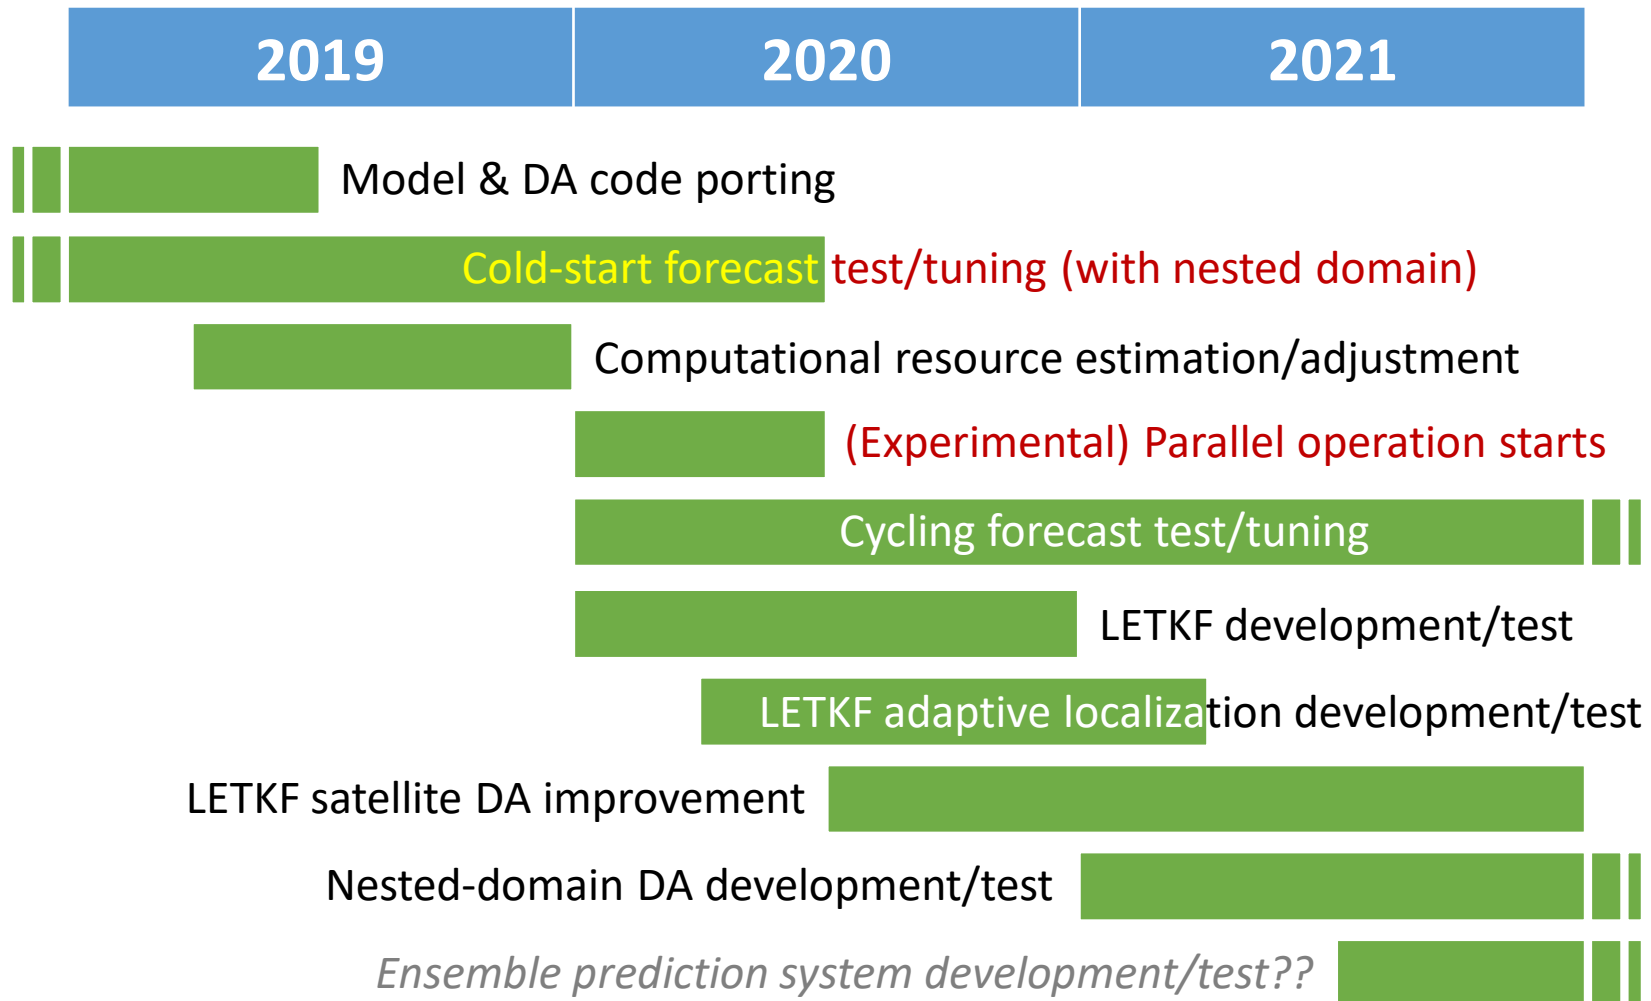 2019 2020 2021
Model & DA code porting
Cold-start forecast test/tuning (with nested domain)
Computational resource estimation/adjustment
(Experimental) Parallel operation starts
Cycling forecast test/tuning
LETKF development/test
LETKF adaptive localization development/test
LETKF satellite DA improvement
Nested-domain DA development/test
Ensemble prediction system development/test??